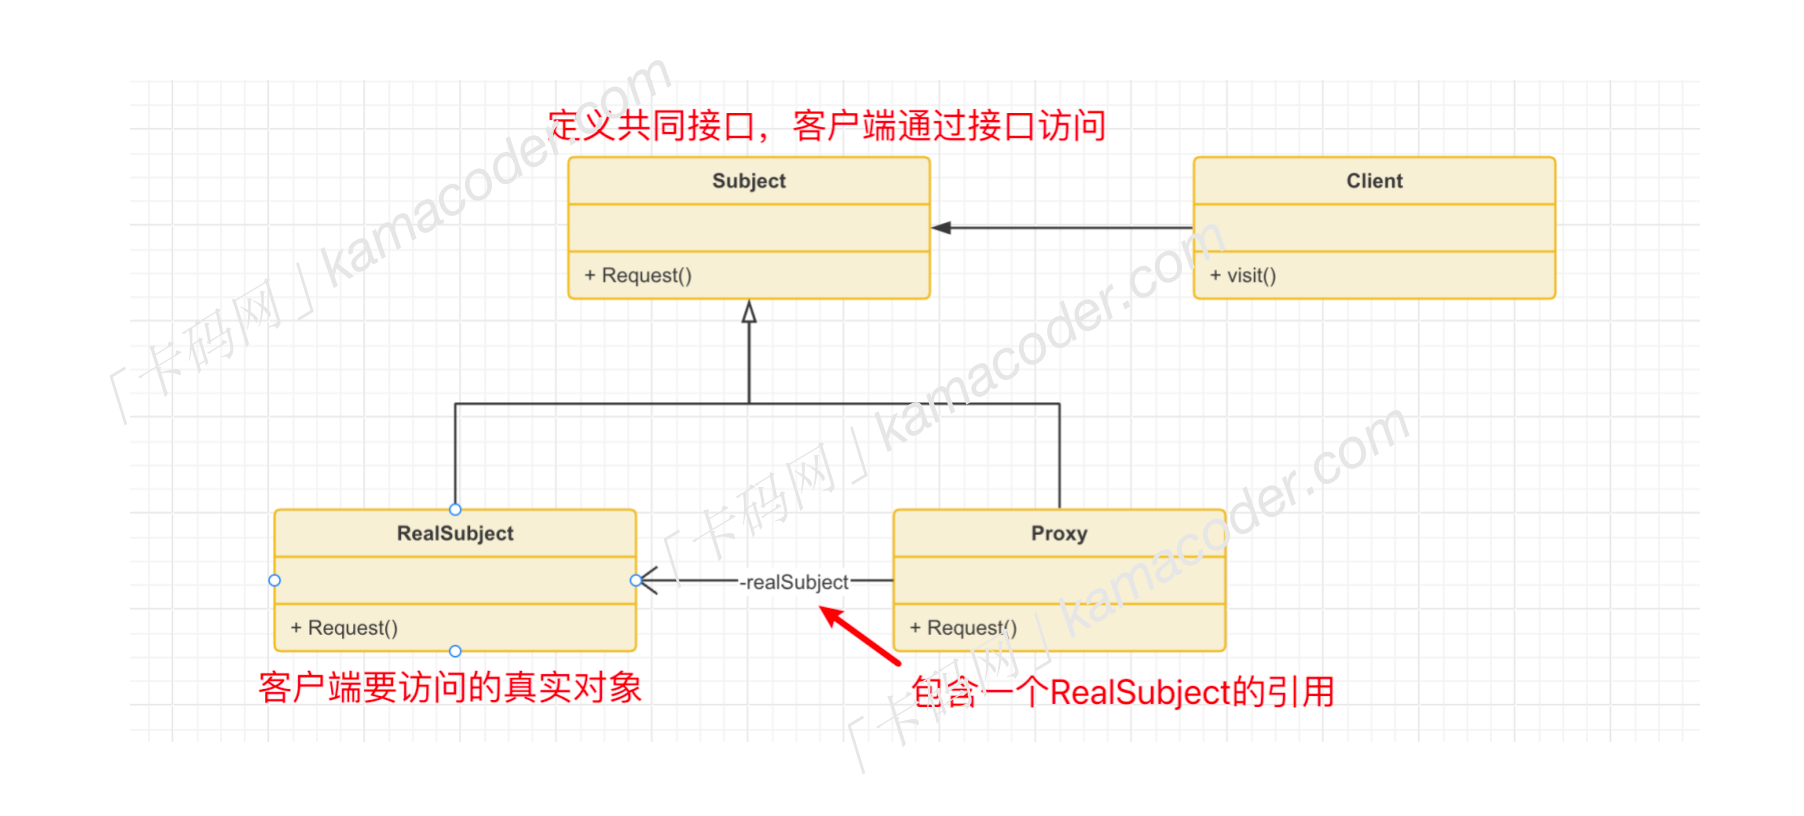 定义共同接口，客户端通过接口访问
Subject
Client
+ Request()
+ visit()
RealSubject
Proxy
-realSubject
+ Request()
+ Request()
客户端要访问的真实对象
包含一个RealSubject的引用
「卡码网」kamacoder.com
「卡码网」kamacoder.com
「卡码网」kamacoder.com